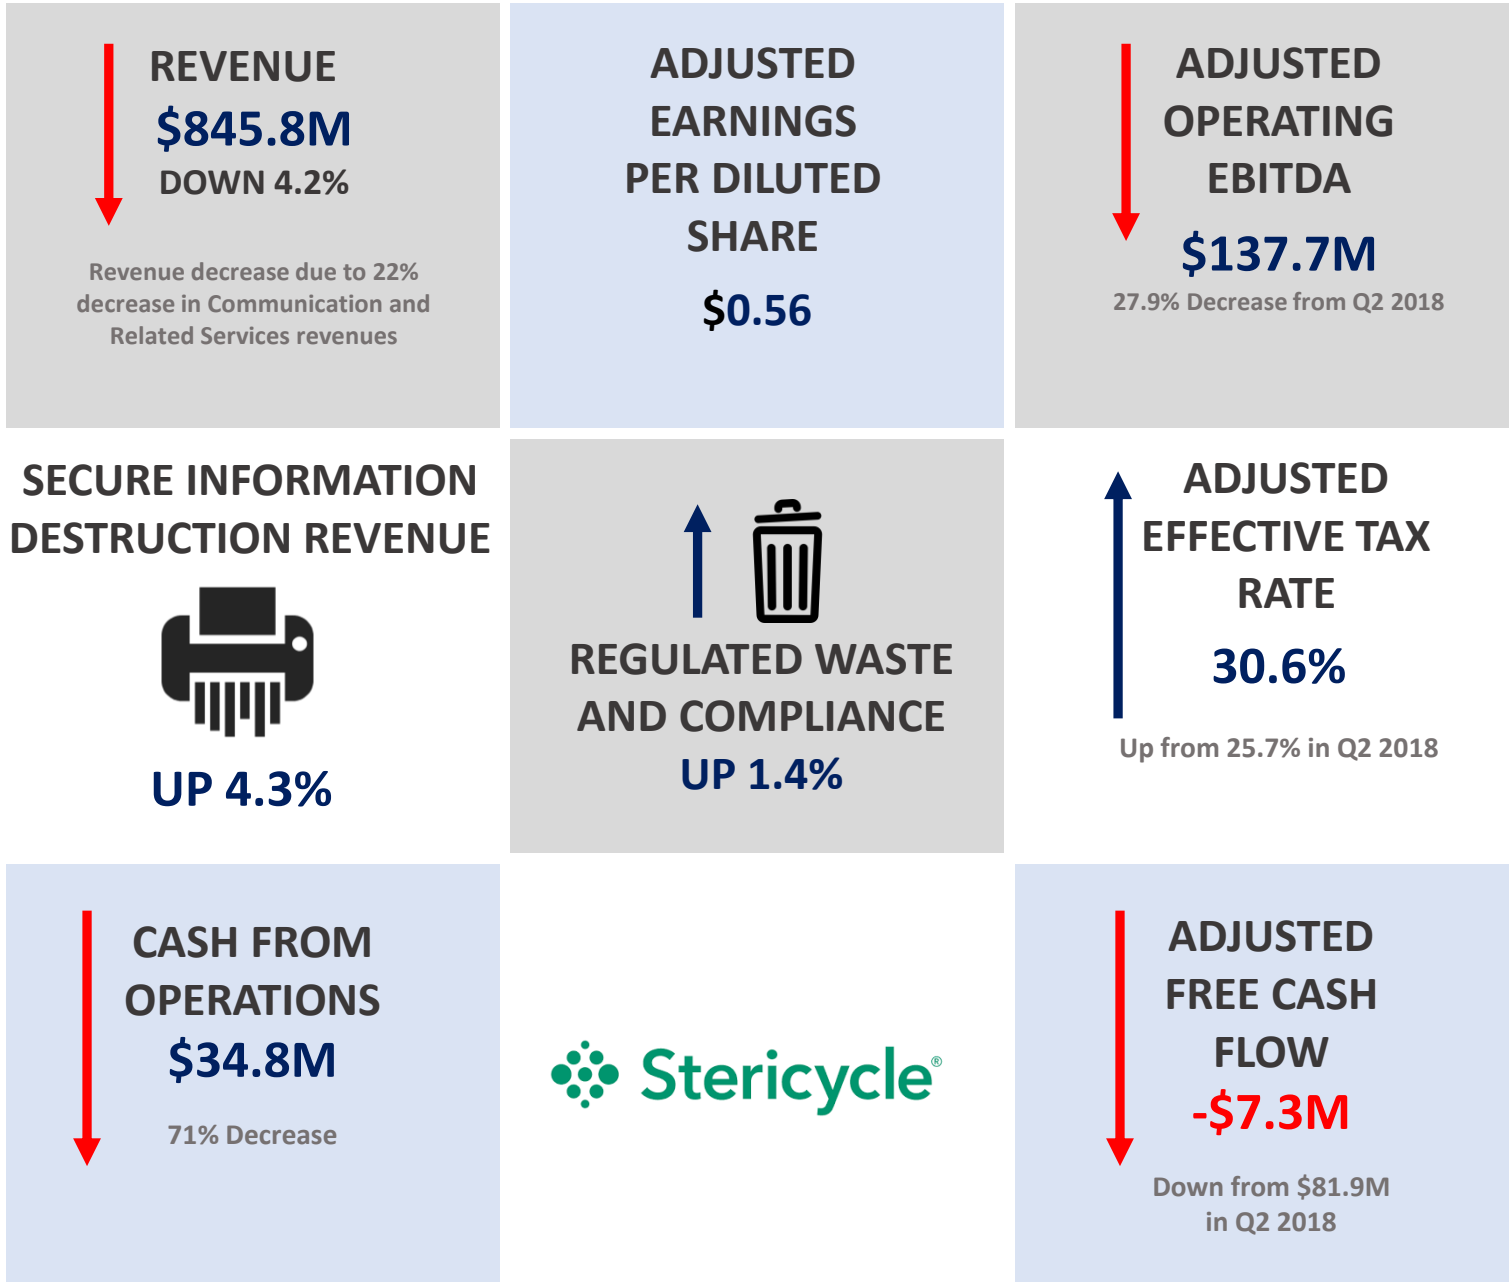 REVENUE
$845.8M
DOWN 4.2%
Revenue decrease due to 22%
decrease in Communication and
Related Services revenues
ADJUSTED
EARNINGS
PER DILUTED
SHARE
$0.56
ADJUSTED
OPERATING
EBITDA
$137.7M
27.9% Decrease from Q2 2018
SECURE INFORMATION
DESTRUCTION REVENUE
UP 4.3%
REGULATED WASTE
AND COMPLIANCE
UP 1.4%
ADJUSTED
EFFECTIVE TAX
RATE
30.6%
Up from 25.7% in Q2 2018
CASH FROM
OPERATIONS
$34.8M
71% Decrease
Stericycle®
ADJUSTED
FREE CASH
FLOW
-$7.3M
Down from $81.9M
in Q2 2018